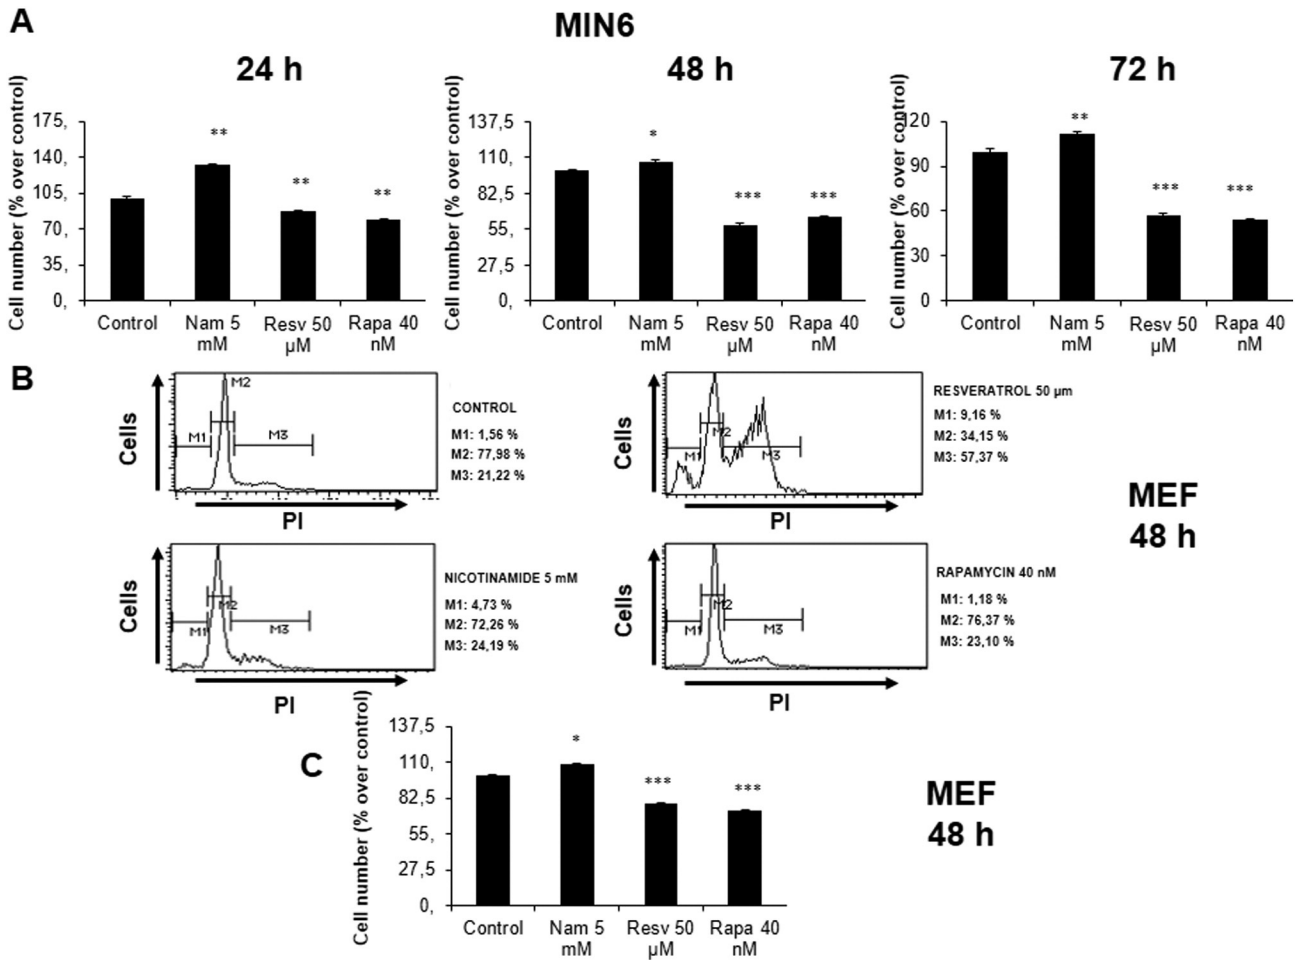 A
MIN6
24 h
48 h
72 h
Cell number (% over control)
175,
140,
105,
70,
35,
0,
**
**
**
Control
Nam 5
mM
Resv 50
µM
Rapa 40
nM
Cell number (% over control)
137,5
110,
82,5
55,
27,5
0,
*
***
***
Control
Nam 5
mM
Resv 50
µM
Rapa 40
nM
Cell number (% over control)
120
90
60
30
0
**
***
***
Control
Nam 5
mM
Resv 50
µM
Rapa 40
nM
B
Cells
M1
M2
M3
PI
CONTROL
M1: 1,56 %
M2: 77,98 %
M3: 21,22 %
Cells
M1
M2
M3
PI
RESVERATROL 50 µm
M1: 9,16 %
M2: 34,15 %
M3: 57,37 %
MEF
48 h
Cells
M1
M2
M3
PI
NICOTINAMIDE 5 mM
M1: 4,73 %
M2: 72,26 %
M3: 24,19 %
Cells
M1
M2
M3
PI
RAPAMYCIN 40 nM
M1: 1,18 %
M2: 76,37 %
M3: 23,10 %
C
Cell number (% over control)
137,5
110,
82,5
55,
27,5
0,
*
***
***
Control
Nam 5
mM
Resv 50
µM
Rapa 40
nM
MEF
48 h